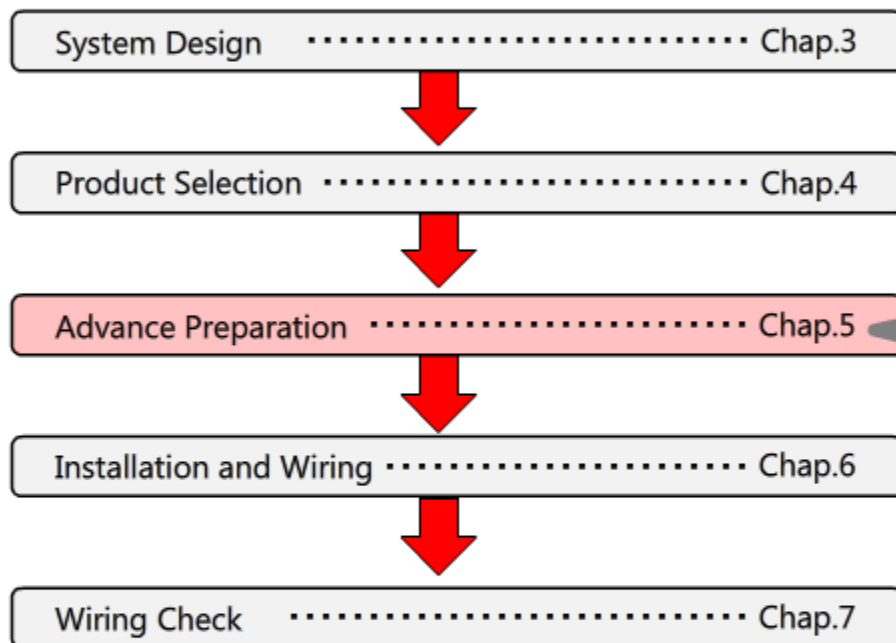 System Design ............................ Chap.3
Product Selection ........................... Chap.4
Advance Preparation ........................ Chap.5
Installation and Wiring ....................... Chap.6
Wiring Check ............................. Chap.7